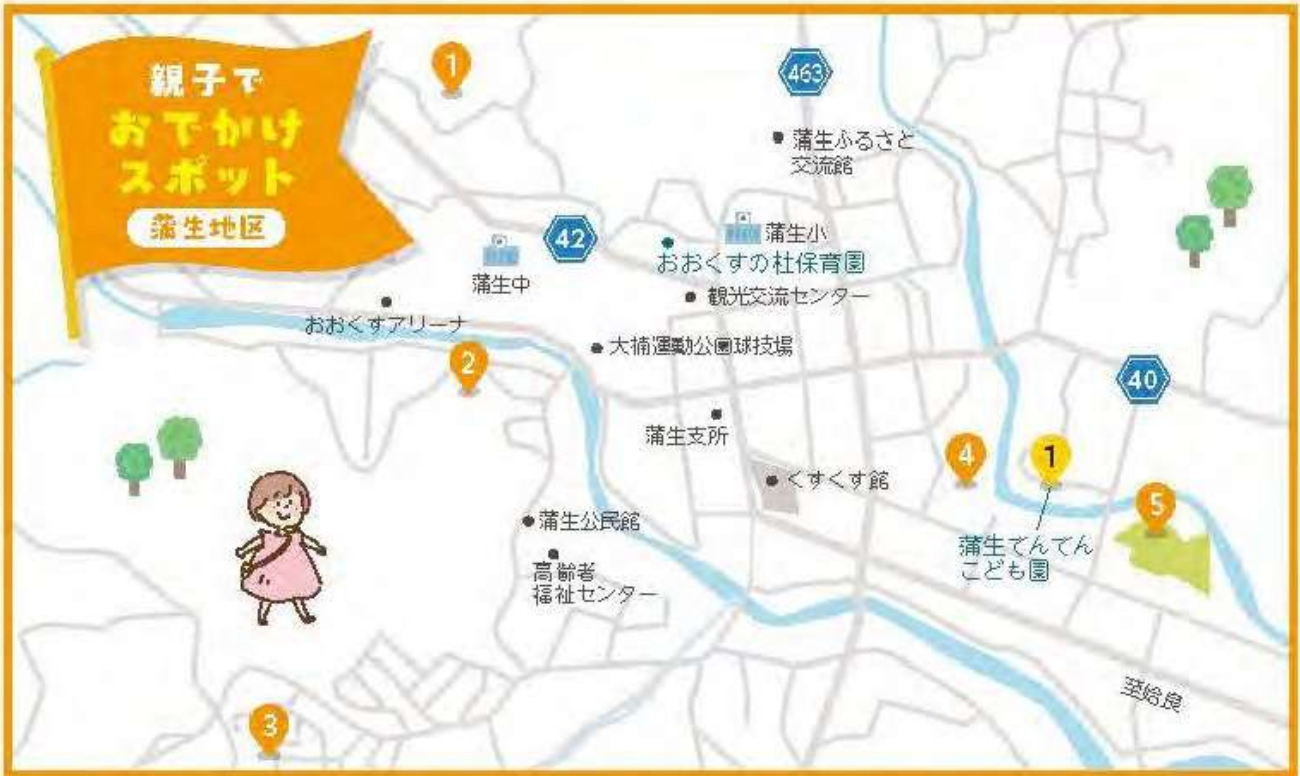 親子で
おでかけ
スポット
蒲生地区
1
463
蒲生ふるさと
交流館
蒲生小
42
おおくすの杜保育園
蒲生中
観光交流センター
おおくすアリーナ
大楠運動公園球技場
2
40
蒲生支所
4
1
くすくす館
5
蒲生公民館
蒲生てんてん
こども園
高齢者
福祉センター
至姶良
3